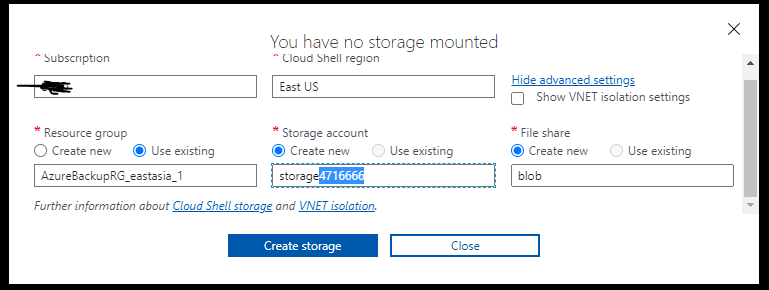 You have no storage mounted
* Subscription
* Cloud Shell region
East US
Hide advanced settings
Show VNET isolation settings
* Resource group
Create new Use existing
AzureBackupRG_eastasia_1
* Storage account
Create new Use existing
storage4716666
* File share
Create new Use existing
blob
Further information about Cloud Shell storage and VNET isolation.
Create storage
Close